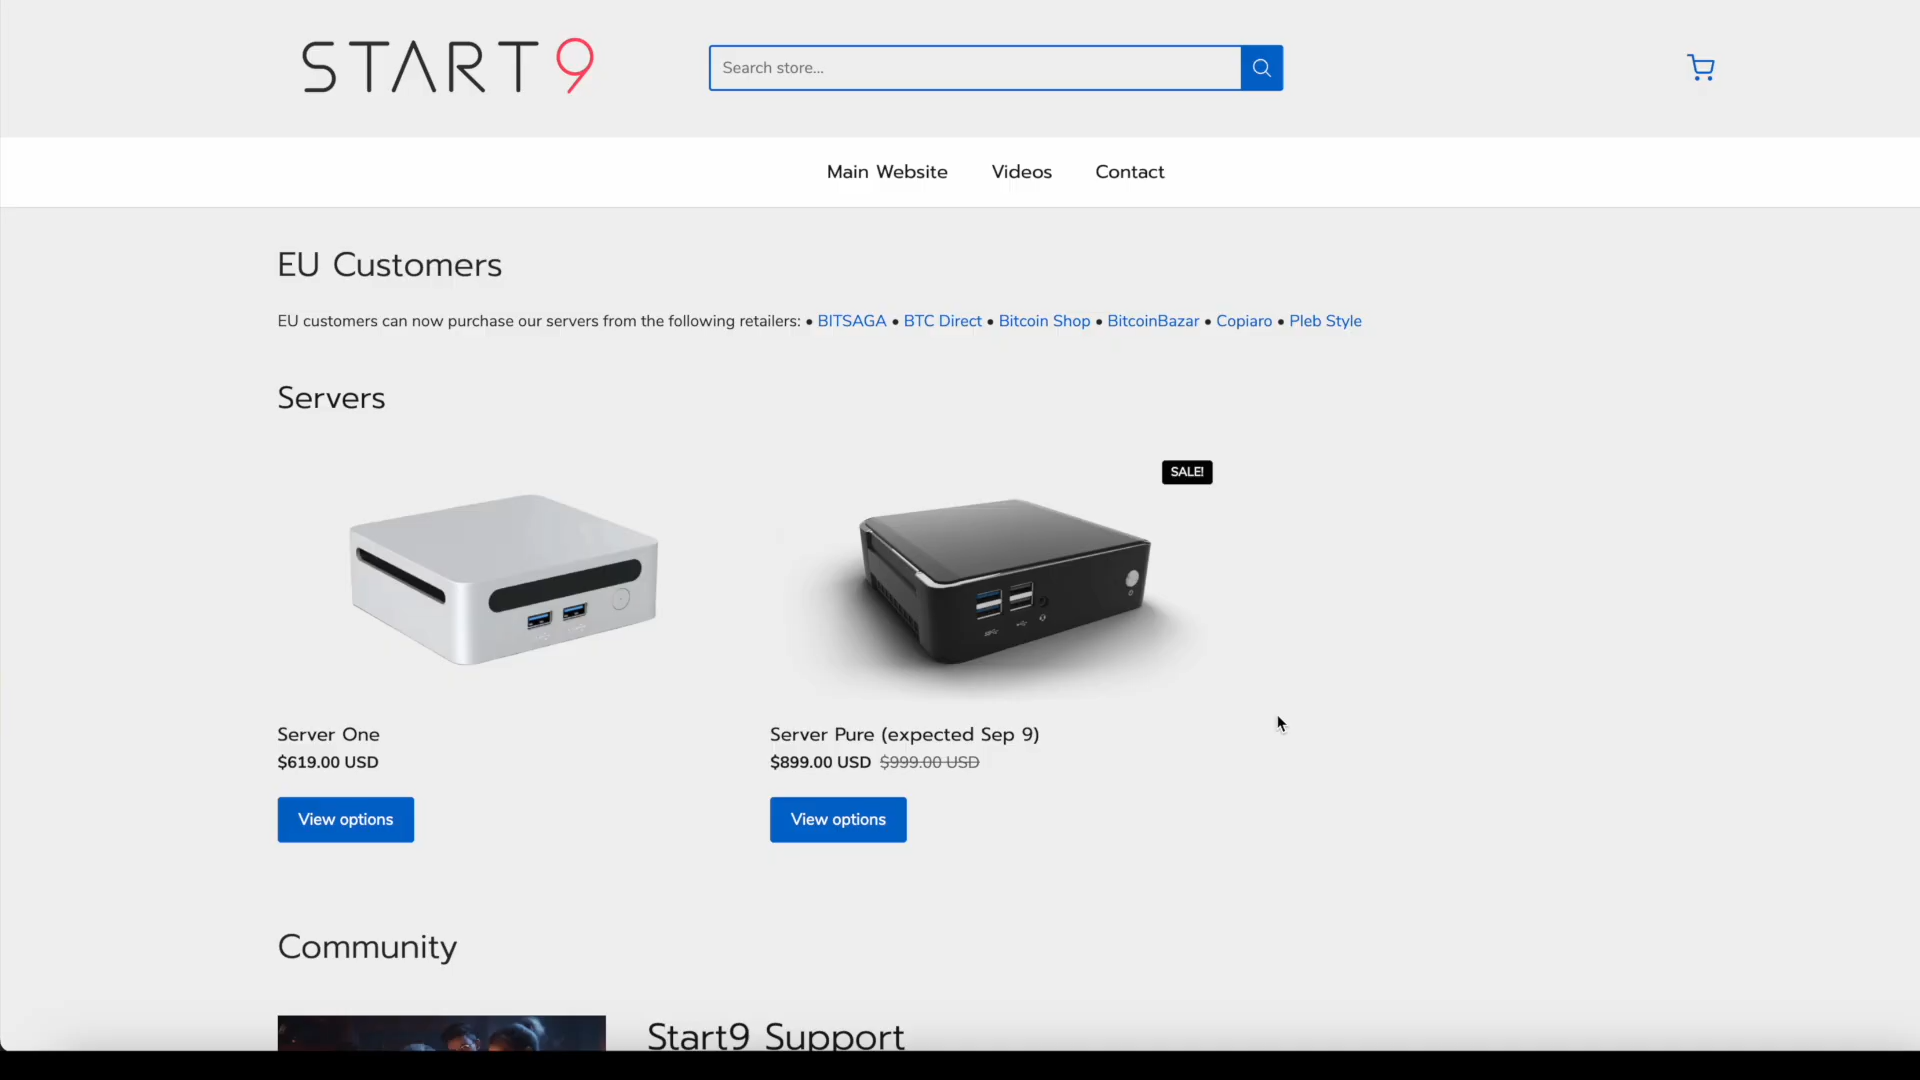 START9
Search store...
Main Website Videos Contact
EU Customers
EU customers can now purchase our servers from the following retailers: • BITSAGA • BTC Direct • Bitcoin Shop • BitcoinBazar • Copiaro • Pleb Style
Servers
SALE!
Server One
$619.00 USD
View options
Server Pure (expected Sep 9)
$899.00 USD $999.00 USD
View options
Community
Start9 Support